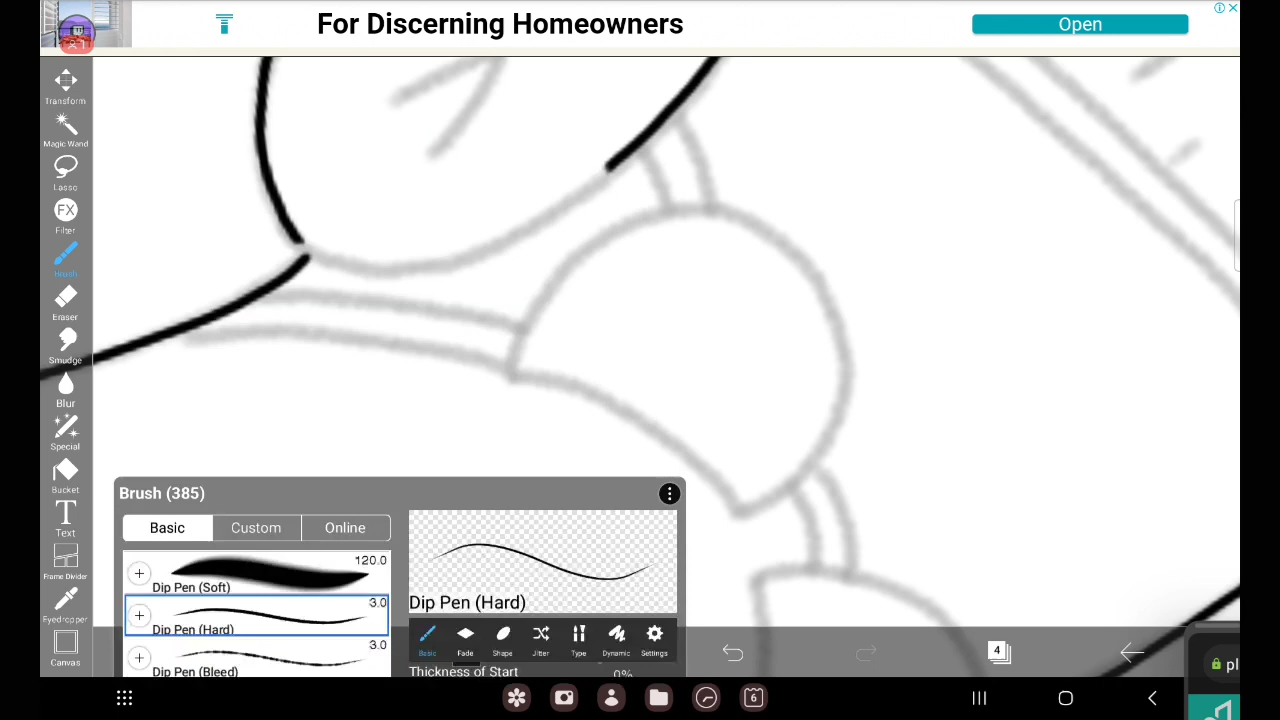 For Discerning Homeowners
Open
Transform
Magic Wand
Lasso
FX
Filter
Brush
Eraser
Smudge
Blur
Special
Bucket
T
Text
Frame Divider
Eyedropper
Canvas
Brush (385)
Basic
Custom
Online
120.0
Dip Pen (Soft)
3.0
Dip Pen (Hard)
3.0
Dip Pen (Bleed)
Dip Pen (Hard)
Basic
Fade
Shape
Jitter
Type
Dynamic
Settings
Thickness of Start
0%
4
pl
6